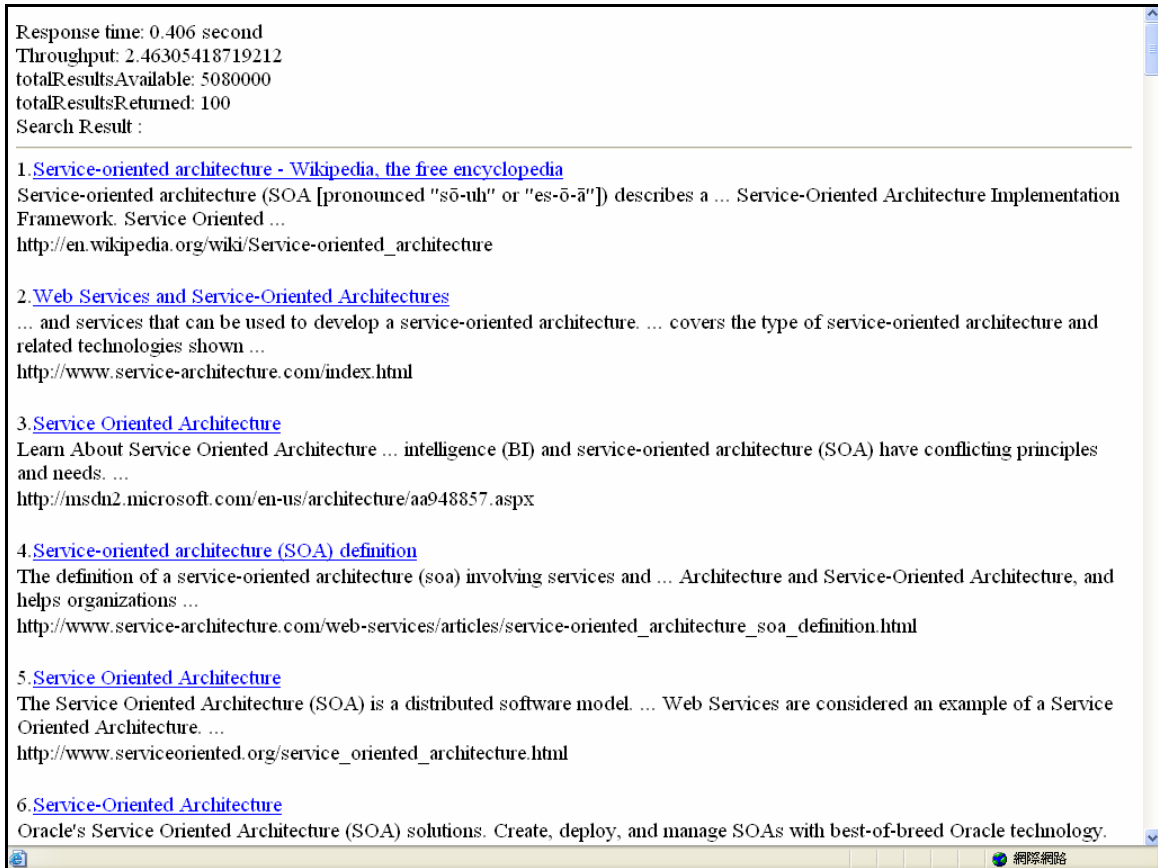 Response time: 0.406 second
Throughput: 2.46305418719212
totalResultsAvailable: 5080000
totalResultsReturned: 100
Search Result :
1.Service-oriented architecture - Wikipedia, the free encyclopedia
Service-oriented architecture (SOA [pronounced "sō-uh" or "es-ō-ā"]) describes a ... Service-Oriented Architecture Implementation
Framework. Service Oriented ...
http://en.wikipedia.org/wiki/Service-oriented_architecture
2.Web Services and Service-Oriented Architectures
... and services that can be used to develop a service-oriented architecture. ... covers the type of service-oriented architecture and
related technologies shown ...
http://www.service-architecture.com/index.html
3.Service Oriented Architecture
Learn About Service Oriented Architecture ... intelligence (BI) and service-oriented architecture (SOA) have conflicting principles
and needs. ...
http://msdn2.microsoft.com/en-us/architecture/aa948857.aspx
4.Service-oriented architecture (SOA) definition
The definition of a service-oriented architecture (soa) involving services and ... Architecture and Service-Oriented Architecture, and
helps organizations ...
http://www.service-architecture.com/web-services/articles/service-oriented_architecture_soa_definition.html
5.Service Oriented Architecture
The Service Oriented Architecture (SOA) is a distributed software model. ... Web Services are considered an example of a Service
Oriented Architecture. ...
http://www.serviceoriented.org/service_oriented_architecture.html
6.Service-Oriented Architecture
Oracle's Service Oriented Architecture (SOA) solutions. Create, deploy, and manage SOAs with best-of-breed Oracle technology.
網際網路